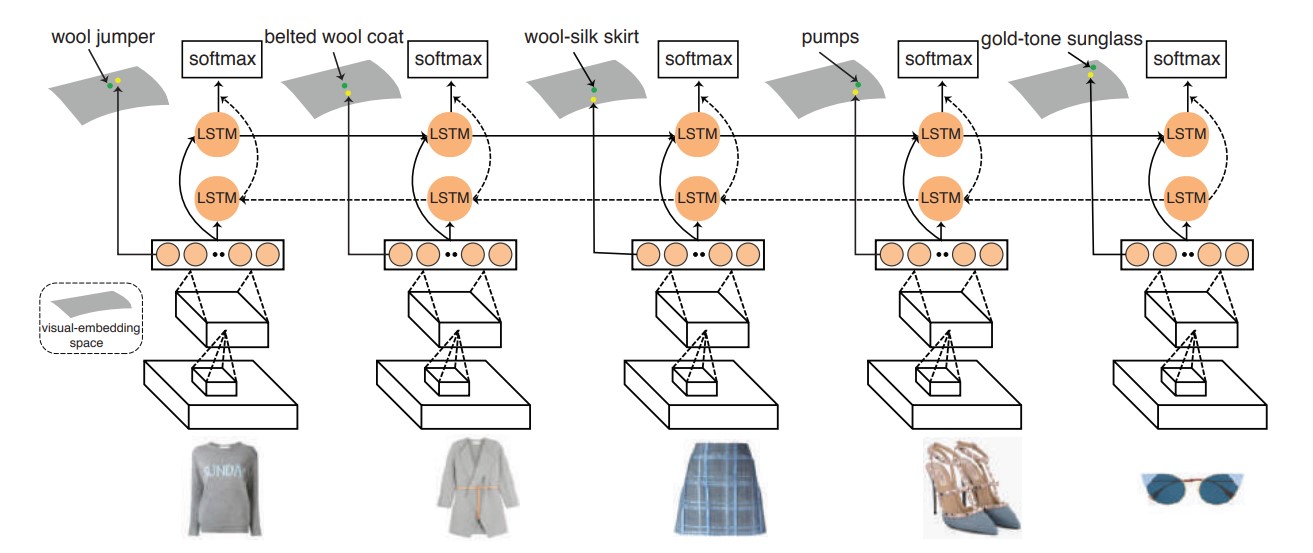 wool jumper
softmax
belted wool coat
softmax
wool-silk skirt
softmax
pumps
softmax
gold-tone sunglass
softmax
LSTM
LSTM
LSTM
LSTM
LSTM
LSTM
LSTM
LSTM
LSTM
LSTM
visual-embedding
space
SUNDA